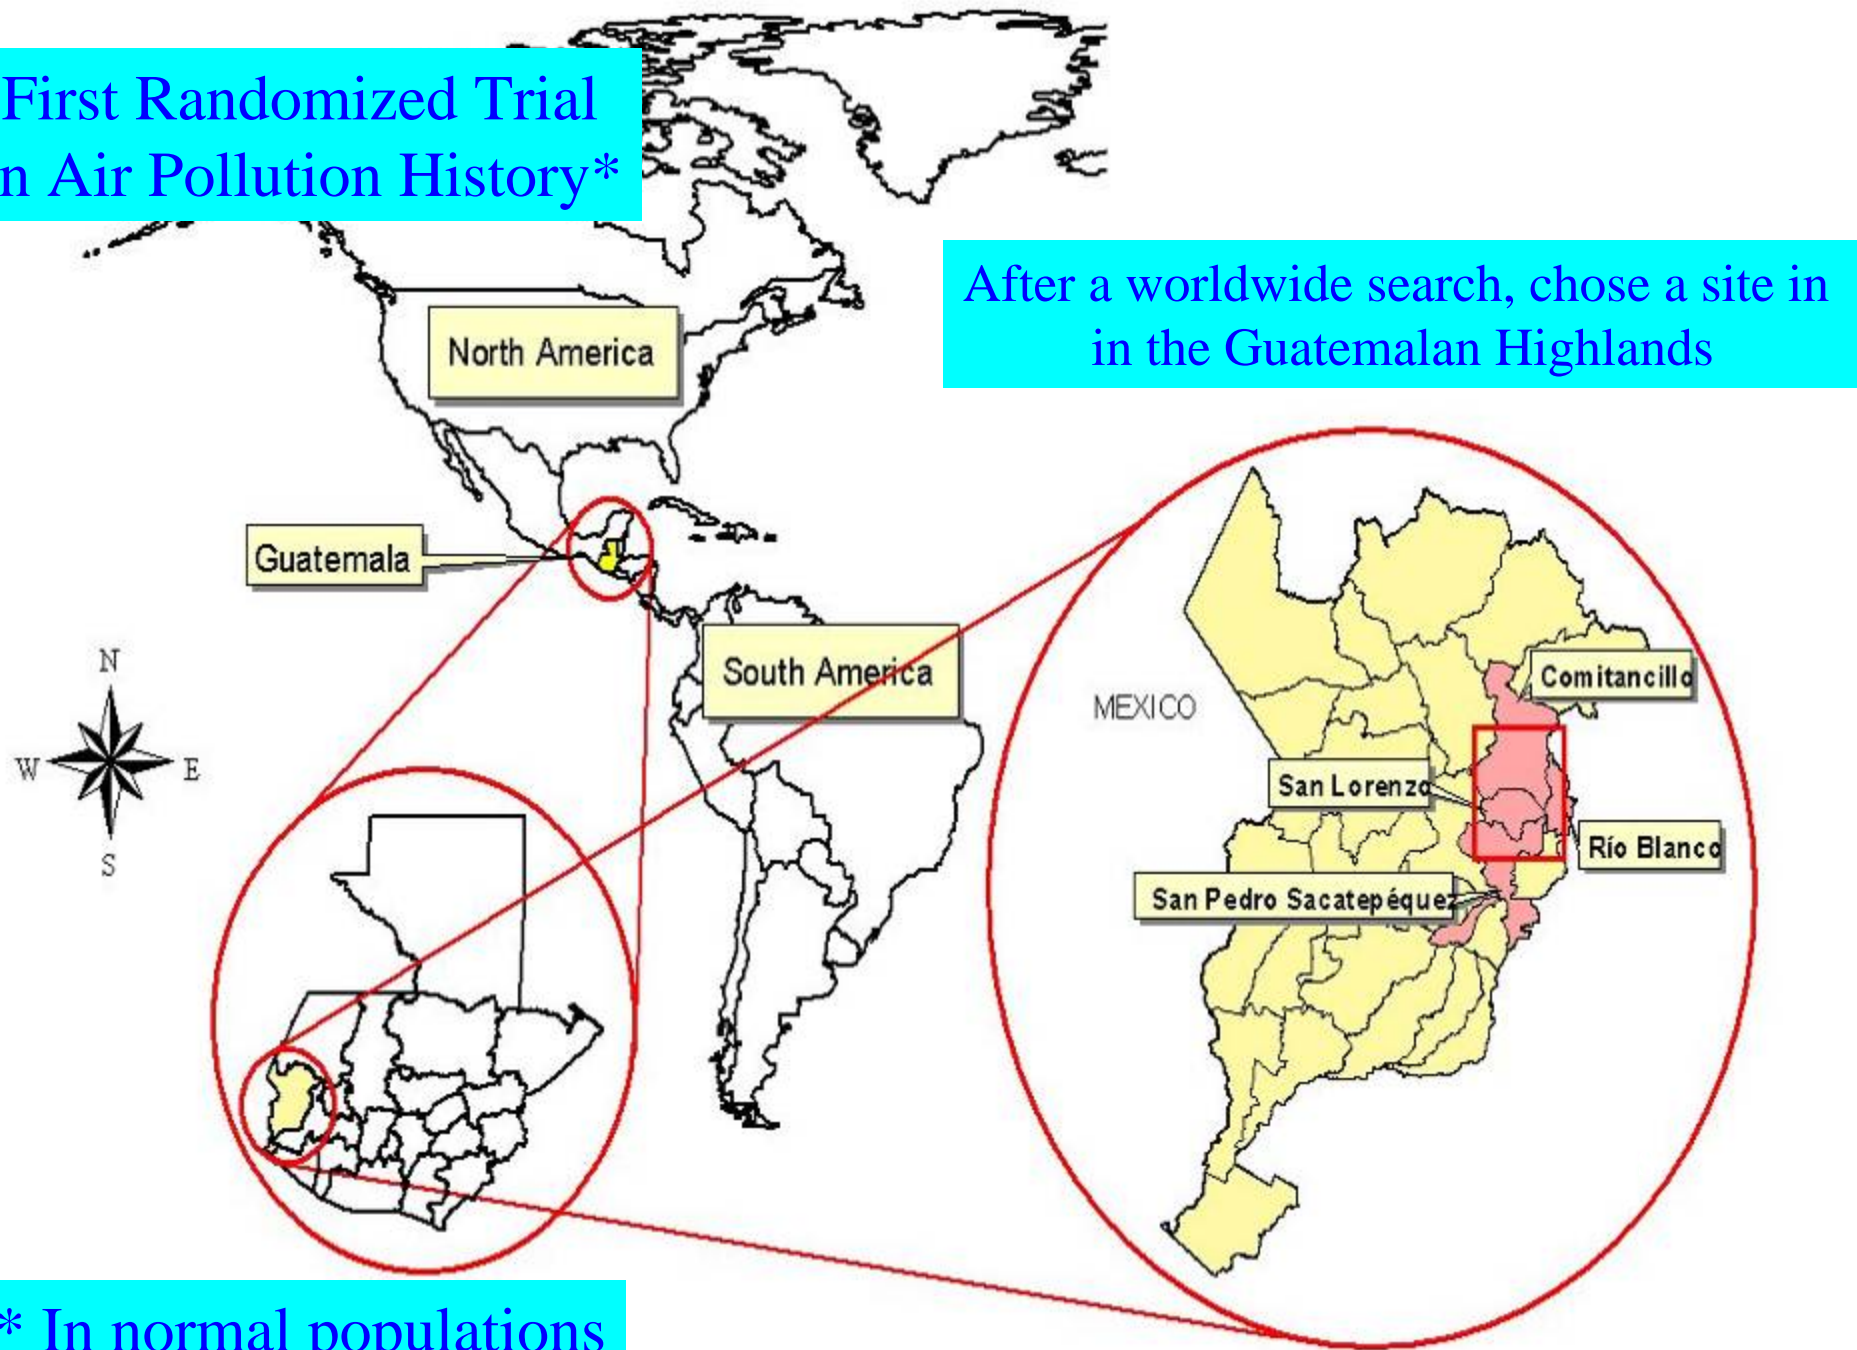 First Randomized Trial
n Air Pollution History*
After a worldwide search, chose a site in
in the Guatemalan Highlands
North America
Guatemala
South America
N
W
E
S
MEXICO
Comitancillo
San Lorenzo
Río Blanco
San Pedro Sacatepéquez
* In normal populations